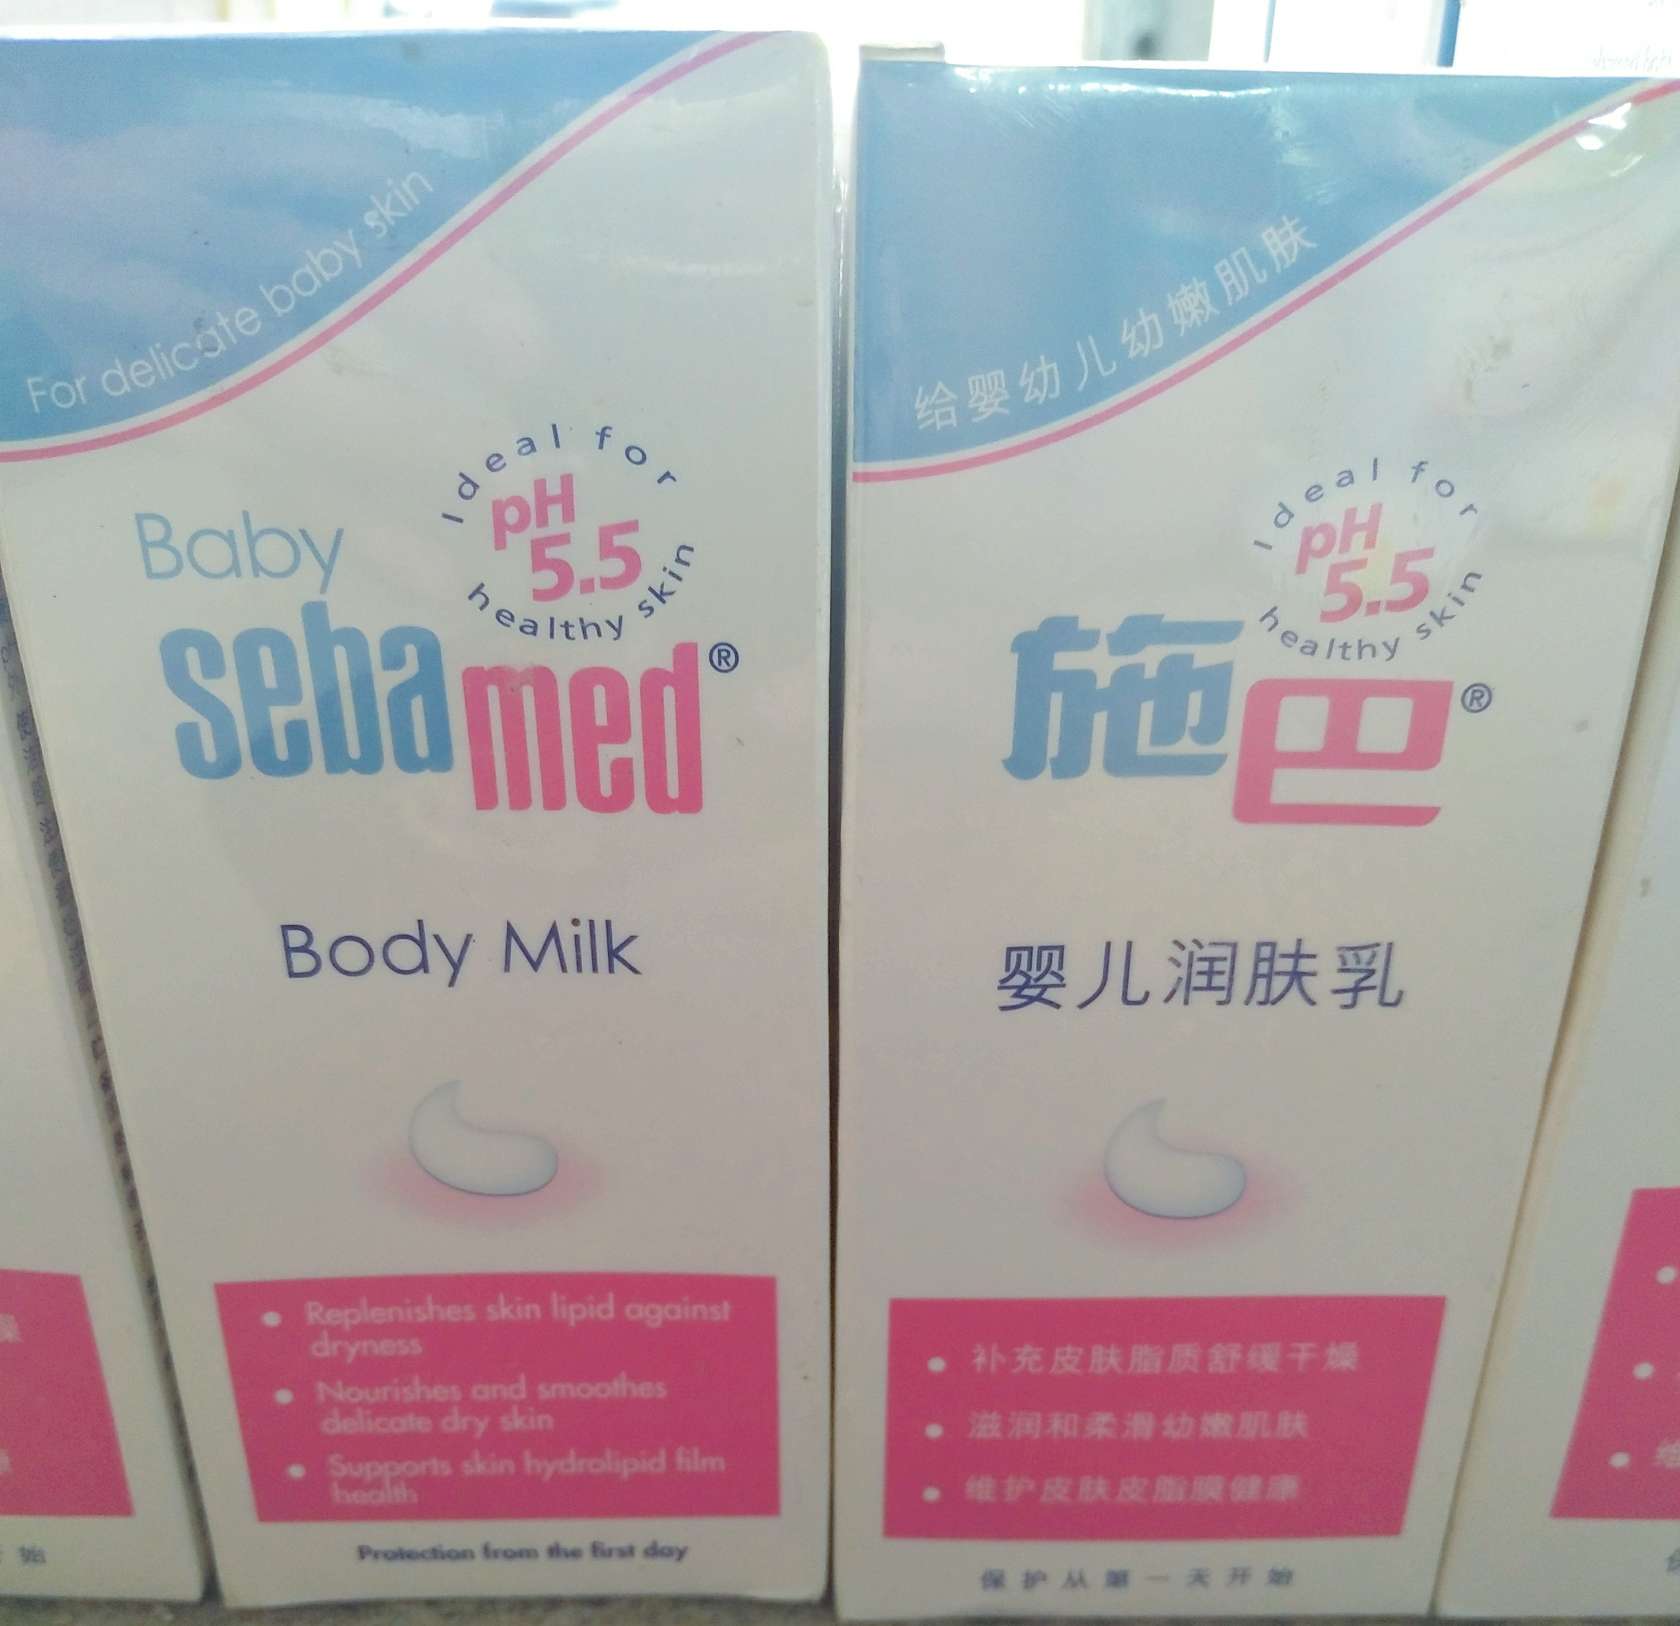 For delicate baby skin
Ideal for
pH
5.5
healthy skin
Baby
sebamed®
Body Milk
Replenishes skin lipid against
dryness
Nourishes and smoothes
delicate dry skin
Supports skin hydrolipid film
health
Protection from the first day
给婴幼儿幼嫩肌肤
Ideal for
pH
5.5
healthy skin
施巴®
婴儿润肤乳
补充皮肤脂质舒缓干燥
滋润和柔滑幼嫩肌肤
维护皮肤皮脂膜健康
保护从第一天开始
燥
始